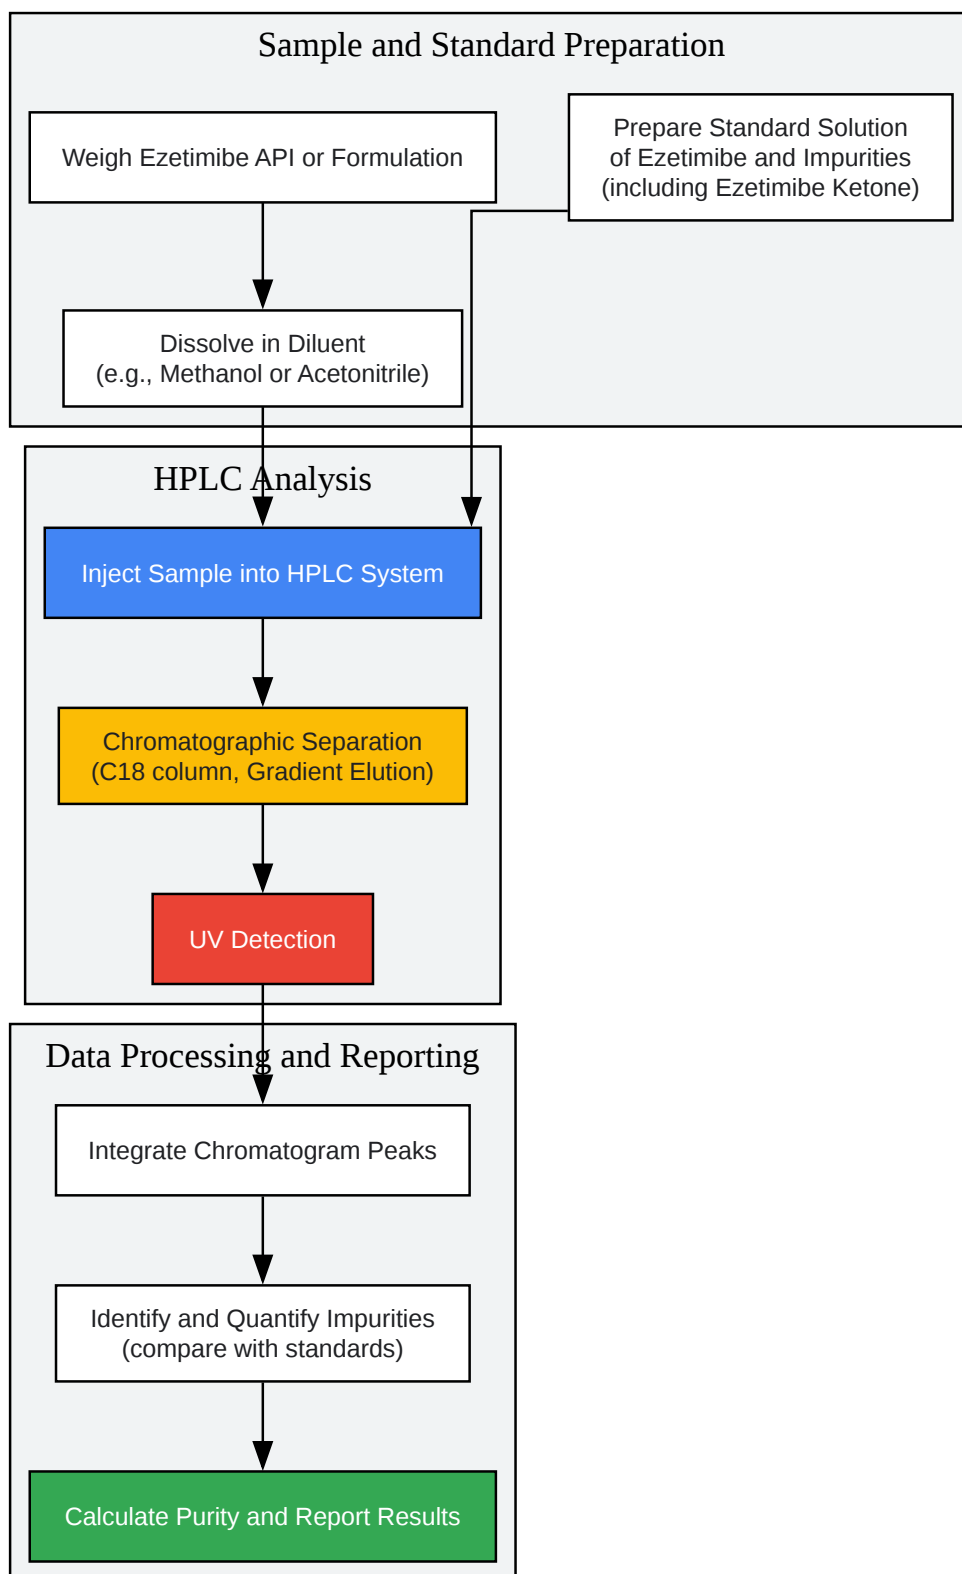 Sample and Standard Preparation
Weigh Ezetimibe API or Formulation
Prepare Standard Solution
of Ezetimibe and Impurities
(including Ezetimibe Ketone)
Dissolve in Diluent
(e.g., Methanol or Acetonitrile)
HPLC Analysis
Inject Sample into HPLC System
Chromatographic Separation
(C18 column, Gradient Elution)
UV Detection
Data Processing and Reporting
Integrate Chromatogram Peaks
Identify and Quantify Impurities
(compare with standards)
Calculate Purity and Report Results